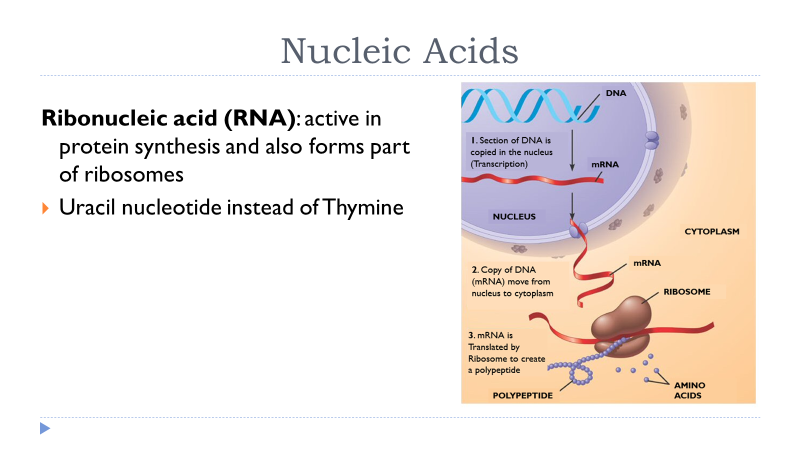 Nucleic Acids
Ribonucleic acid (RNA): active in
protein synthesis and also forms part
of ribosomes
Uracil nucleotide instead of Thymine
DNA
1. Section of DNA is
copied in the nucleus
(Transcription)
mRNA
NUCLEUS
CYTOPLASM
2. Copy of DNA
(mRNA) move from
nucleus to cytoplasm
mRNA
RIBOSOME
3. mRNA is
Translated by
Ribosome to create
a polypeptide
POLYPEPTIDE
AMINO
ACIDS